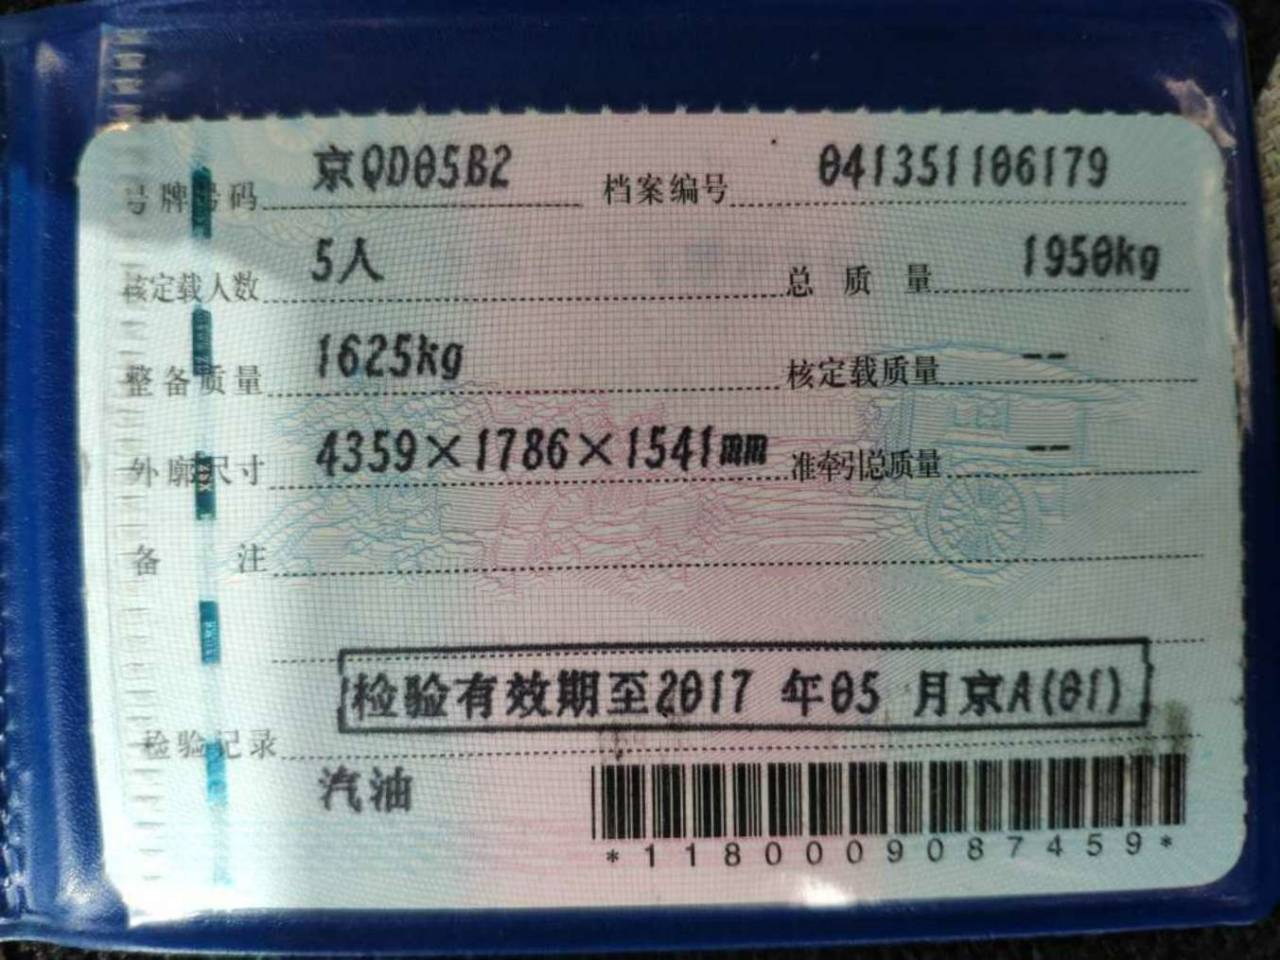 号牌号码 京QD05B2 档案编号 041351106179
核定载人数 5人 总质量 1950kg
整备质量 1625kg 核定载质量 --
外廓尺寸 4359×1786×1541mm 准牵引总质量 --
备注
检验有效期至2017 年05 月京A(01)
检验记录
汽油
*1180009087459*